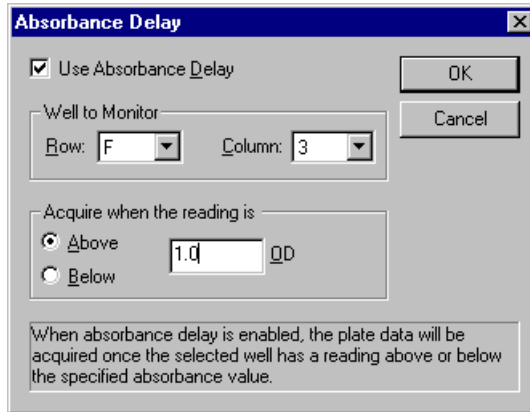 Absorbance Delay
Use Absorbance Delay
OK
Well to Monitor
Row: F Column: 3
Cancel
Acquire when the reading is
Above
1.0 OD
Below
When absorbance delay is enabled, the plate data will be
acquired once the selected well has a reading above or below
the specified absorbance value.